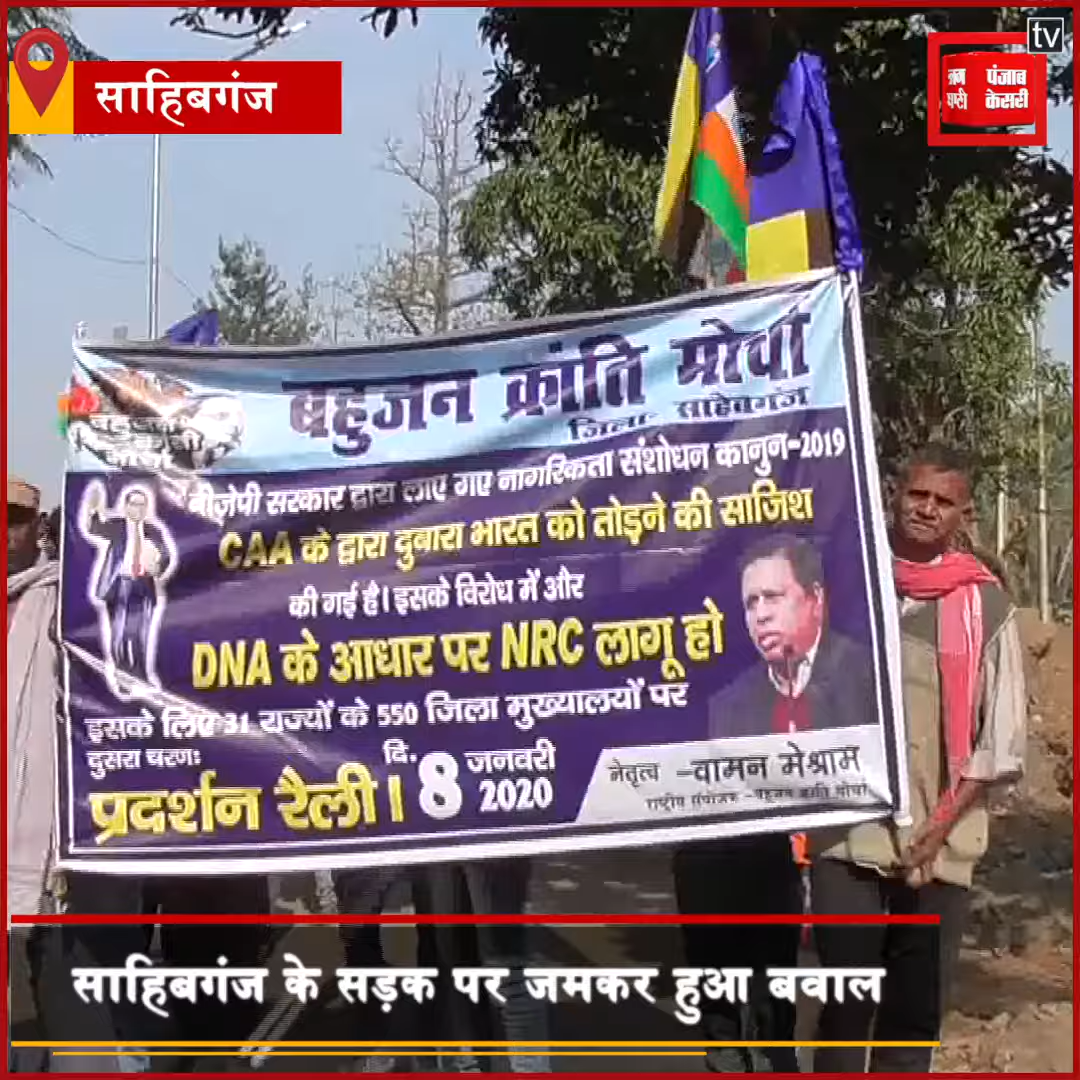 tv
साहिबगंज
पंजाब
केसरी
बहुजन क्रांति मोर्चा
जिला- साहेबगंज
बीजेपी सरकार द्वारा लाए गए नागरिकता संशोधन कानुन-2019
CAA के द्वारा दुबारा भारत को तोड़ने की साजिश
की गई है। इसके विरोध में और
DNA के आधार पर NRC लागू हो
इसके लिए 31 राज्यों के 550 जिला मुख्यालयों पर
दुसरा चरणः
प्रदर्शन रैली। दि. 8 जनवरी 2020
नेतृत्व -वामन मेश्राम
राष्ट्रीय संयोजक -बहुजन क्रांति मोर्चा
साहिबगंज के सड़क पर जमकर हुआ बवाल